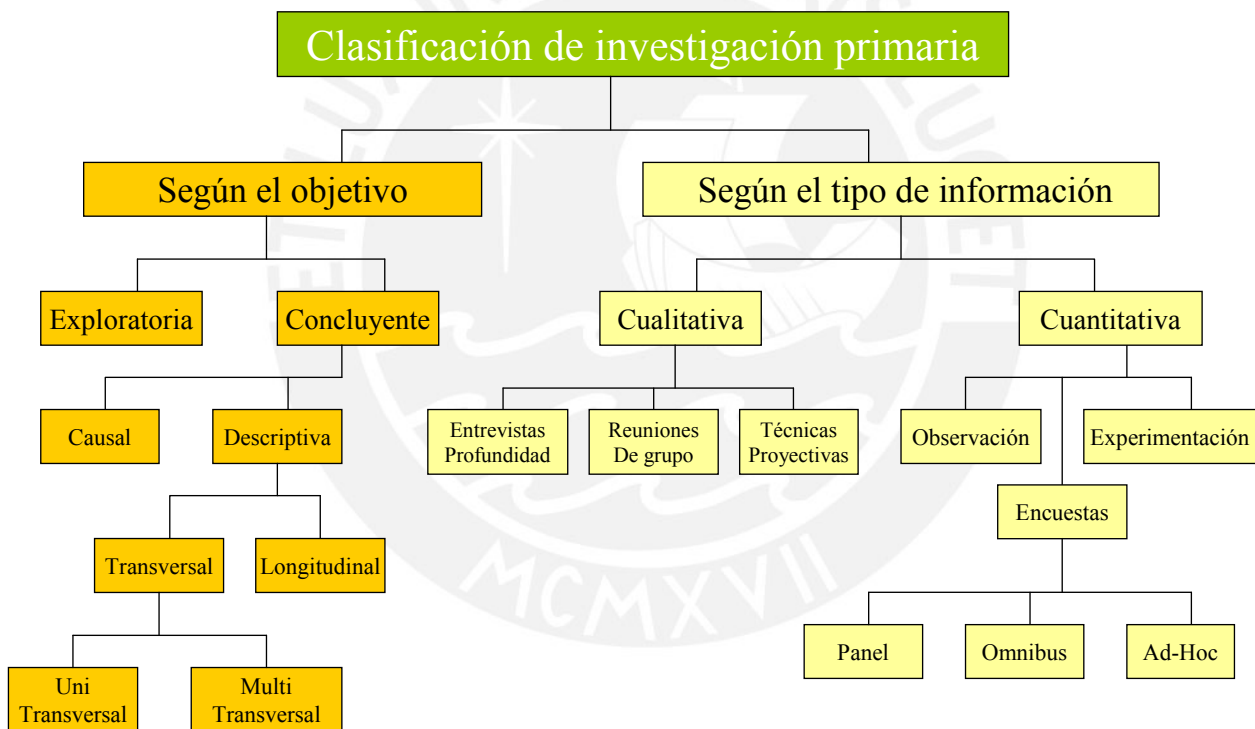 Clasificación de investigación primaria
Según el objetivo
Según el tipo de información
Exploratoria
Concluyente
Cualitativa
Cuantitativa
Causal
Descriptiva
Entrevistas
Profundidad
Reuniones
De grupo
Técnicas
Proyectivas
Observación
Experimentación
Encuestas
Transversal
Longitudinal
Panel
Omnibus
Ad-Hoc
Uni
Transversal
Multi
Transversal
MCMXVII